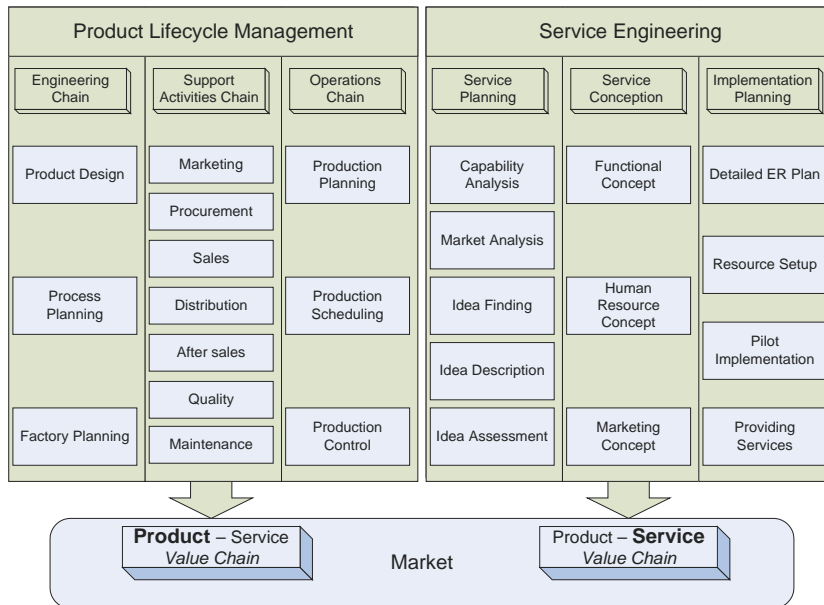 Product Lifecycle Management
Engineering
Chain
Support
Activities Chain
Operations
Chain
Product Design
Process
Planning
Factory Planning
Marketing
Procurement
Sales
Distribution
After sales
Quality
Maintenance
Production
Planning
Production
Scheduling
Production
Control
Service Engineering
Service
Planning
Service
Conception
Implementation
Planning
Capability
Analysis
Market Analysis
Idea Finding
Idea Description
Idea Assessment
Functional
Concept
Human
Resource
Concept
Marketing
Concept
Detailed ER Plan
Resource Setup
Pilot
Implementation
Providing
Services
Product – Service
Value Chain
Market
Product – Service
Value Chain